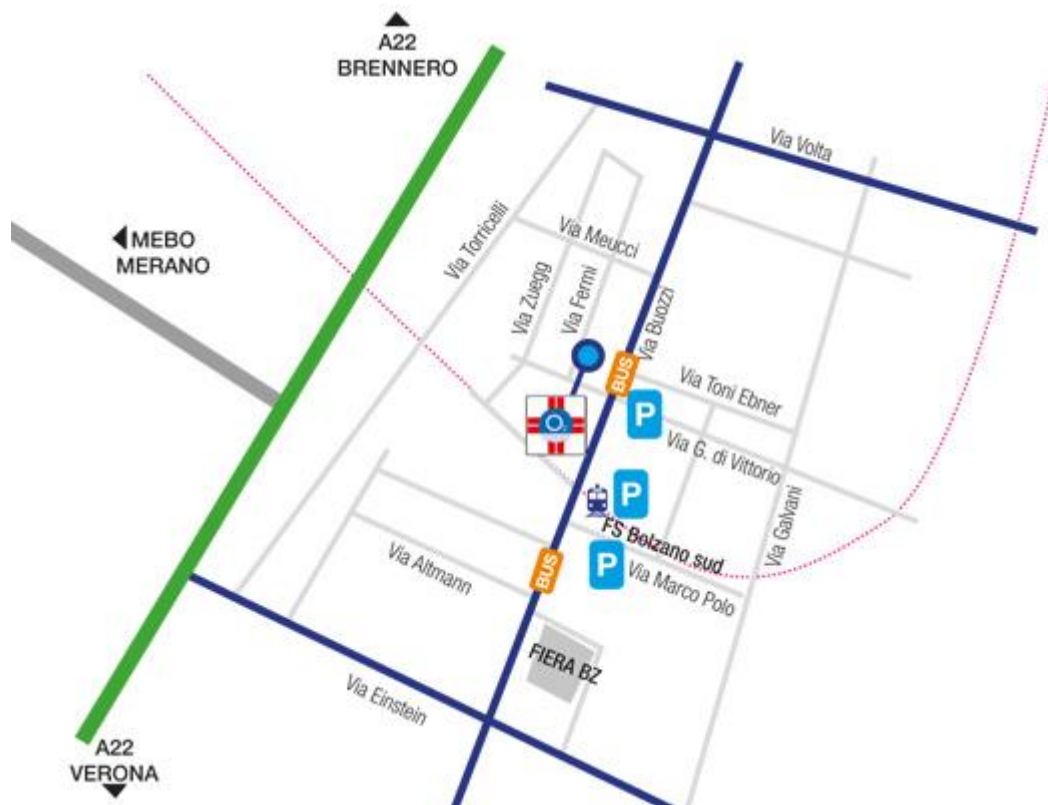 A22
BRENNERO
Via Volta
MEBO
MERANO
Via Torricelli
Via Meucci
Via Zuegg
Via Fermi
Via Buozzi
BUS
Via Toni Ebner
P
Via G. di Vittorio
P
FS Bolzano sud
Via Galvani
BUS
P
Via Altmann
Via Marco Polo
FIERA BZ
Via Einstein
A22
VERONA